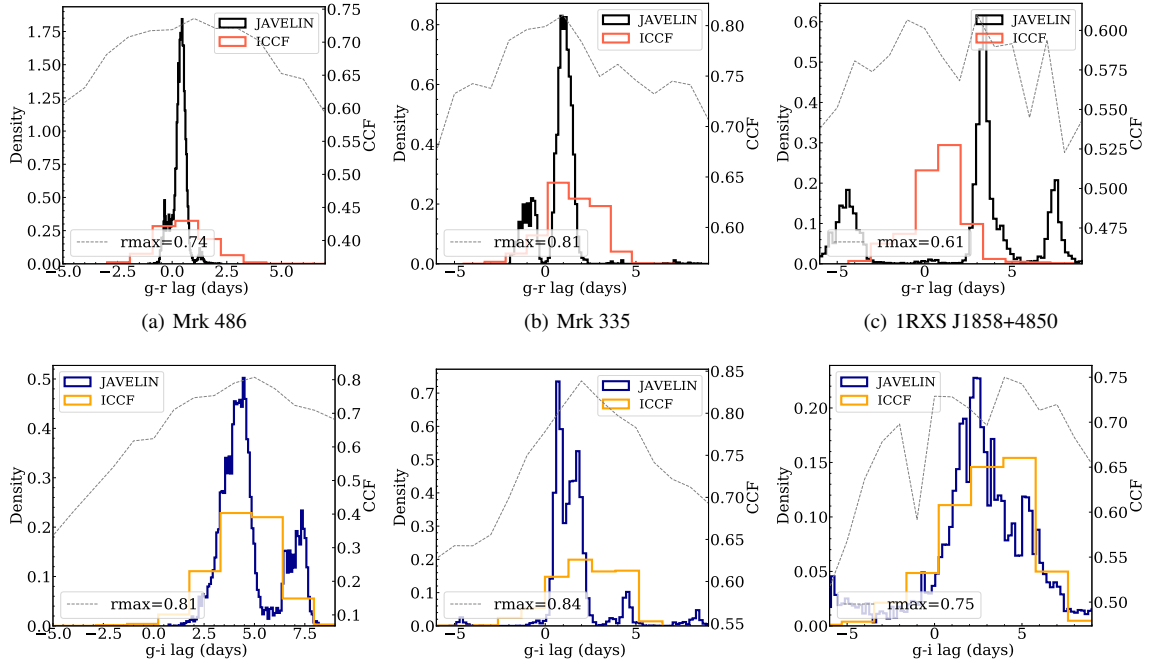 1.75
1.50
1.25
1.00
0.75
0.50
0.25
0.00
Density
−5.0 −2.5 0.0 2.5 5.0
g-r lag (days)
JAVELIN
ICCF
rmax=0.74
0.75
0.70
0.65
0.60
0.55
0.50
0.45
0.40
CCF
(a) Mrk 486
0.8
0.6
0.4
0.2
0.0
Density
−5 0 5
g-r lag (days)
JAVELIN
ICCF
rmax=0.81
0.80
0.75
0.70
0.65
0.60
CCF
(b) Mrk 335
0.6
0.5
0.4
0.3
0.2
0.1
0.0
Density
−5 0 5
g-r lag (days)
JAVELIN
ICCF
rmax=0.61
0.600
0.575
0.550
0.525
0.500
0.475
CCF
(c) 1RXS J1858+4850
0.5
0.4
0.3
0.2
0.1
0.0
Density
−5.0 −2.5 0.0 2.5 5.0 7.5
g-i lag (days)
JAVELIN
ICCF
rmax=0.81
0.8
0.7
0.6
0.5
0.4
0.3
0.2
0.1
CCF
0.7
0.6
0.5
0.4
0.3
0.2
0.1
0.0
Density
−5 0 5
g-i lag (days)
JAVELIN
ICCF
rmax=0.84
0.85
0.80
0.75
0.70
0.65
0.60
0.55
CCF
0.20
0.15
0.10
0.05
0.00
Density
−5 0 5
g-i lag (days)
JAVELIN
ICCF
rmax=0.75
0.75
0.70
0.65
0.60
0.55
0.50
CCF